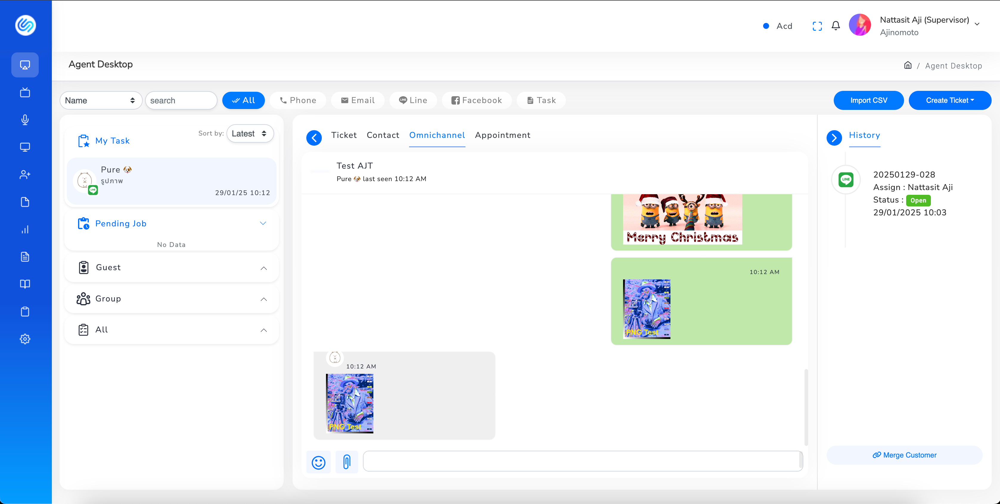 Acd
Nattasit Aji (Supervisor)
Ajinomoto
Agent Desktop
/ Agent Desktop
Name
search
All
Phone
Email
LINE
Line
Facebook
Task
Import CSV
Create Ticket
My Task
Sort by:
Latest
Pure 🐶
รูปภาพ
LINE
29/01/25 10:12
Pending Job
No Data
Guest
Group
All
Ticket
Contact
Omnichannel
Appointment
Test AJT
Pure 🐶 last seen 10:12 AM
Merry Christmas
10:12 AM
PNG Test
10:12 AM
PNG Test
History
LINE
20250129-028
Assign : Nattasit Aji
Status : Open
29/01/2025 10:03
Merge Customer